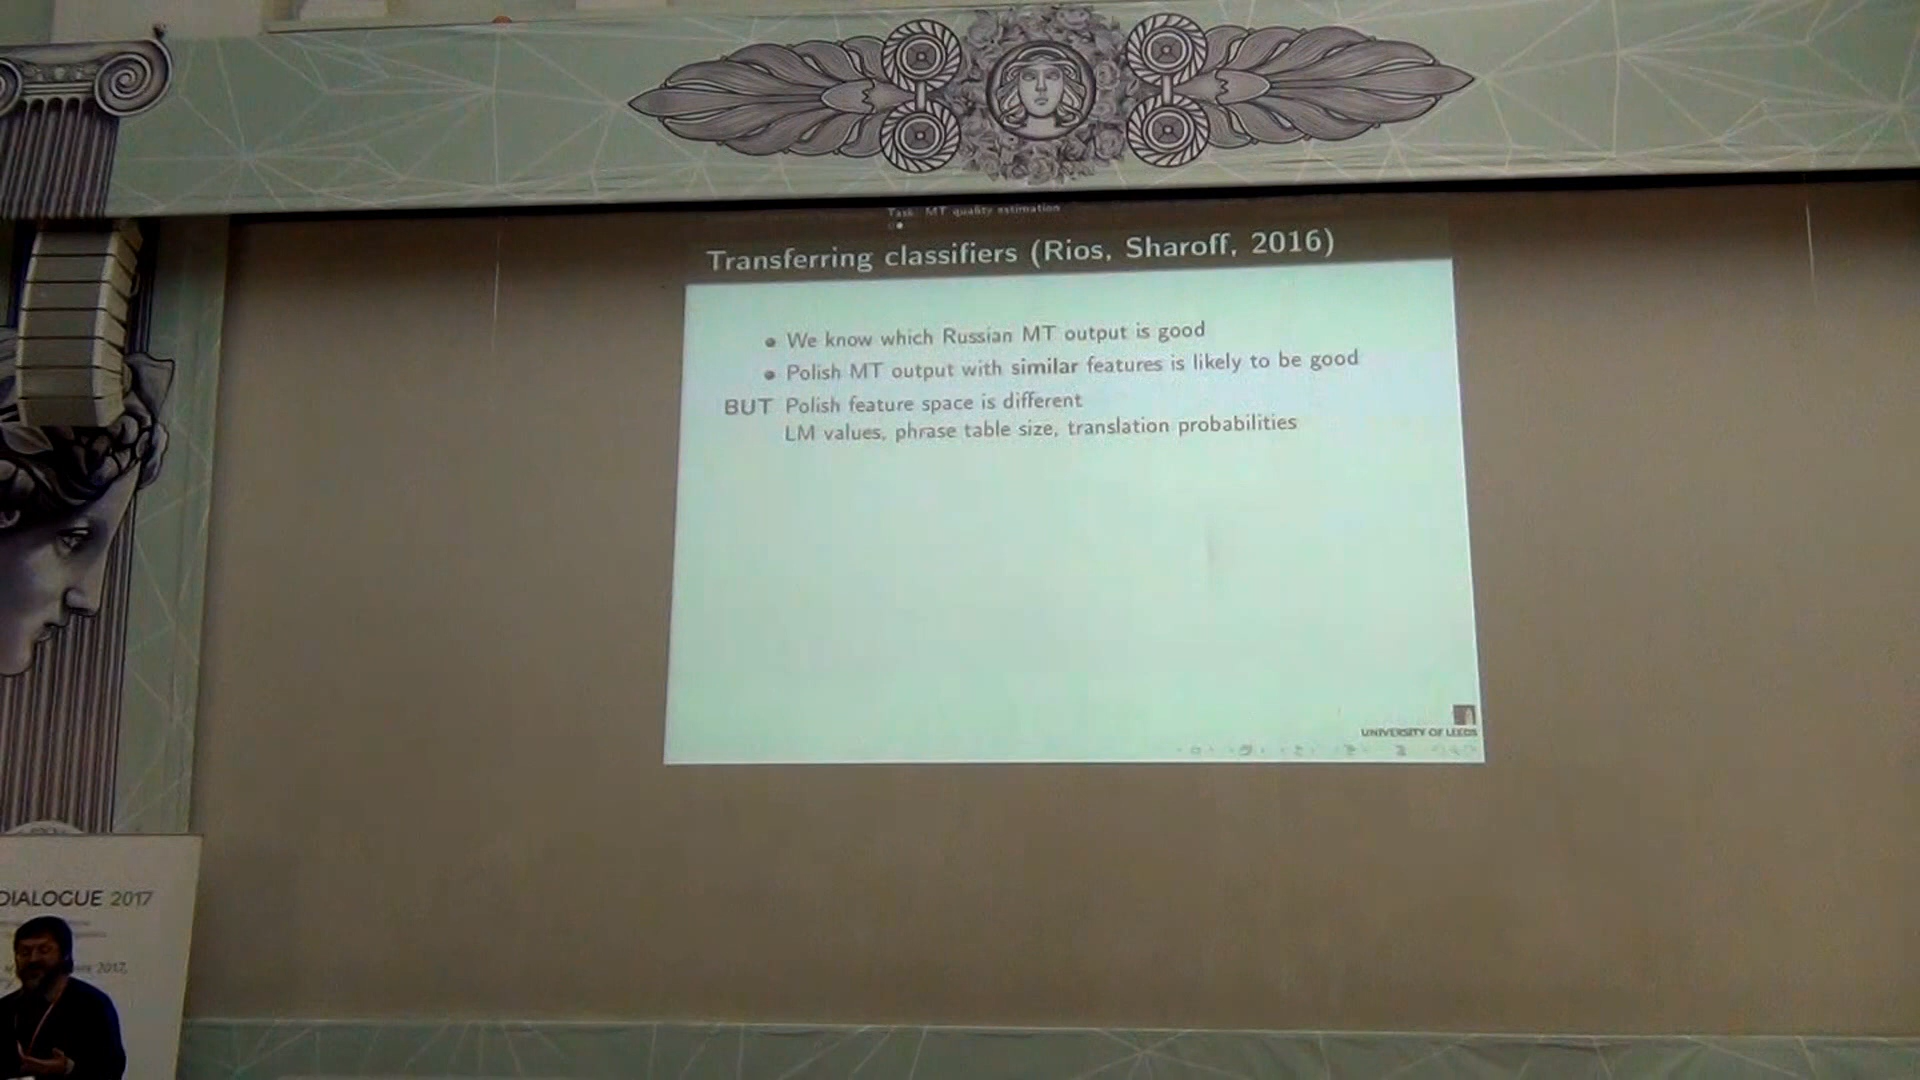 Task: MT quality estimation
Transferring classifiers (Rios, Sharoff, 2016)
We know which Russian MT output is good
Polish MT output with similar features is likely to be good
BUT Polish feature space is different
LM values, phrase table size, translation probabilities
UNIVERSITY OF LEEDS
DIALOGUE 2017
2017,